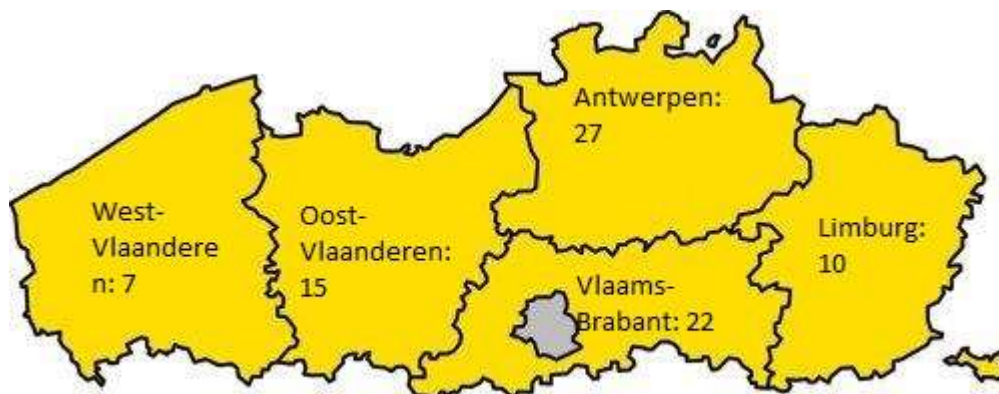 Antwerpen:
27
West-
Vlaandere
n: 7
Oost-
Vlaanderen:
15
Vlaams-
Brabant: 22
Limburg:
10